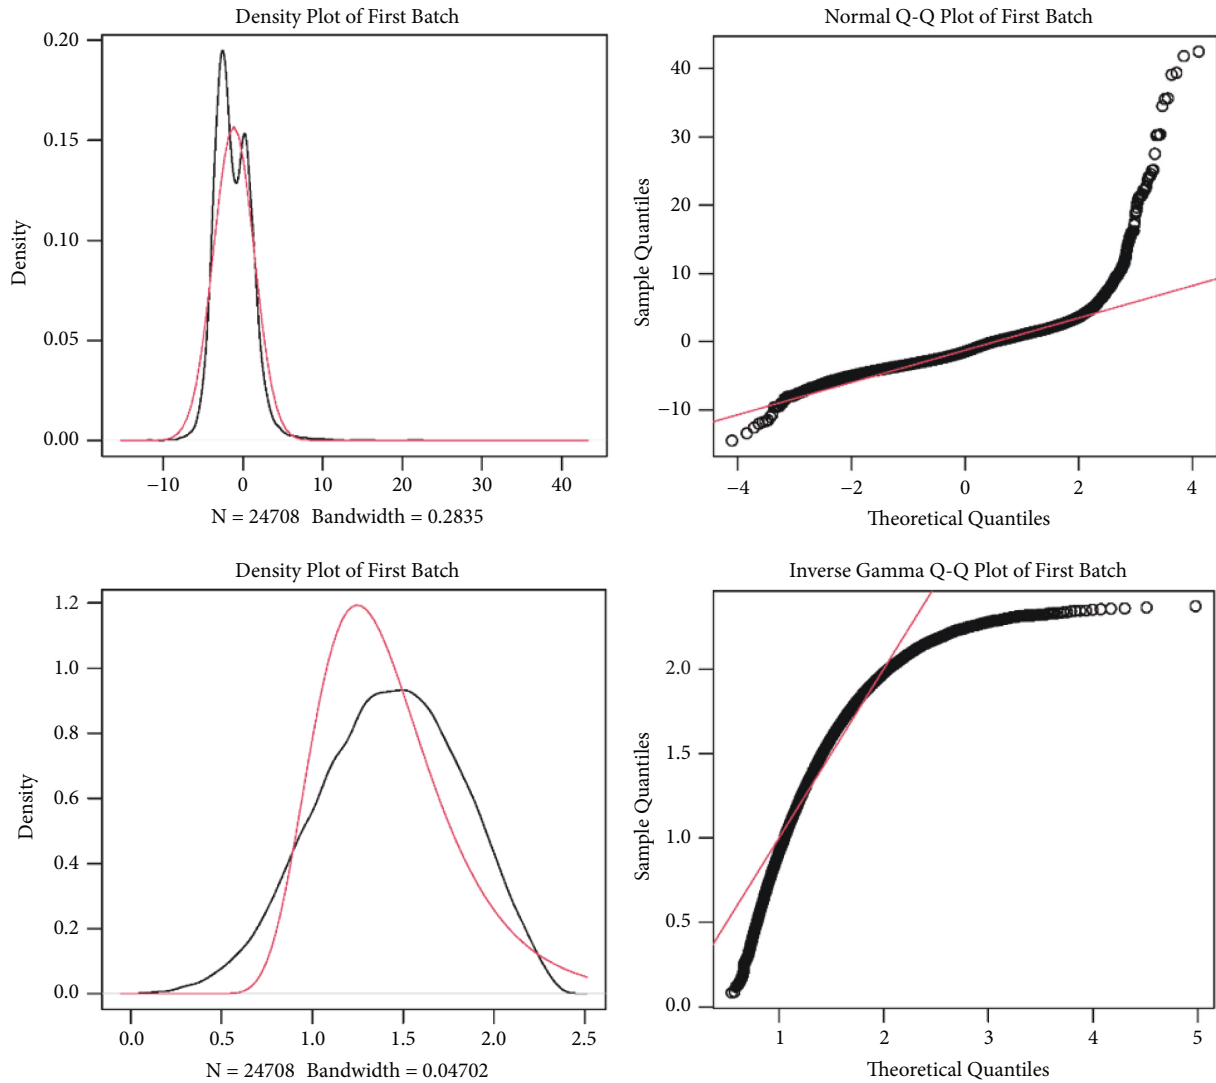 Density Plot of First Batch
0.20
0.15
0.10
0.05
0.00
Density
−10 0 10 20 30 40
N = 24708 Bandwidth = 0.2835
Normal Q-Q Plot of First Batch
40
30
20
10
0
−10
Sample Quantiles
−4 −2 0 2 4
Theoretical Quantiles
Density Plot of First Batch
1.2
1.0
0.8
0.6
0.4
0.2
0.0
Density
0.0 0.5 1.0 1.5 2.0 2.5
N = 24708 Bandwidth = 0.04702
Inverse Gamma Q-Q Plot of First Batch
2.0
1.5
1.0
0.5
0.0
Sample Quantiles
1 2 3 4 5
Theoretical Quantiles